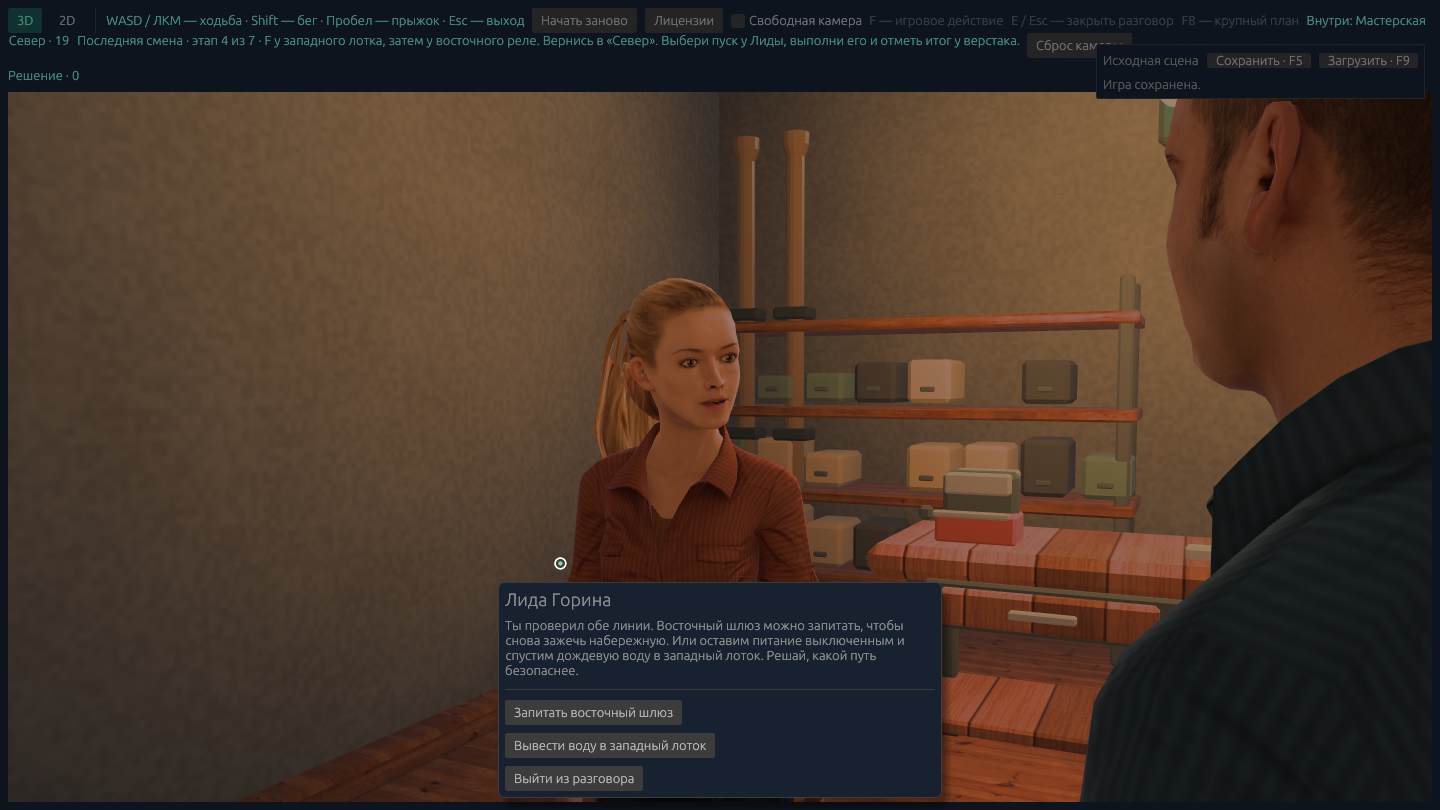 3D 2D WASD / ЛКМ — ходьба · Shift — бег · Пробел — прыжок · Esc — выход Начать заново Лицензии Свободная камера F — игровое действие E / Esc — закрыть разговор F8 — крупный план Внутри: Мастерская
Север · 19 Последняя смена · этап 4 из 7 · F у западного лотка, затем у восточного реле. Вернись в «Север». Выбери пуск у Лиды, выполни его и отметь итог у верстака. Сброс
Исходная сцена Сохранить · F5 Загрузить · F9
Решение · 0
Игра сохранена.
Лида Горина
Ты проверил обе линии. Восточный шлюз можно запитать, чтобы
снова зажечь набережную. Или оставим питание выключенным и
спустим дождевую воду в западный лоток. Решай, какой путь
безопаснее.
Запитать восточный шлюз
Вывести воду в западный лоток
Выйти из разговора